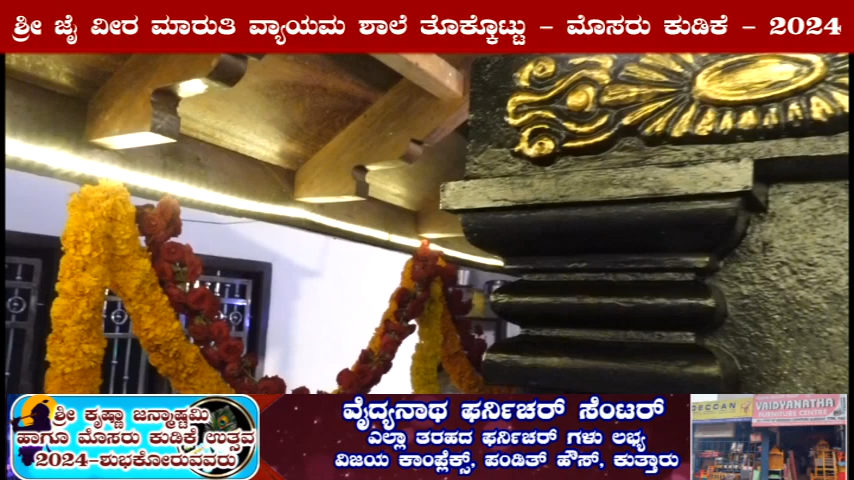 ಶ್ರೀ ಜೈ ವೀರ ಮಾರುತಿ ವ್ಯಾಯಮ ಶಾಲೆ ತೊಕ್ಕೊಟ್ಟು - ಮೊಸರು ಕುಡಿಕೆ - 2024
ಶ್ರೀ ಕೃಷ್ಣಾ ಜನ್ಮಾಷ್ಟಮಿ
ಹಾಗೂ ಮೊಸರು ಕುಡಿಕೆ ಉತ್ಸವ
2024-ಶುಭಕೋರುವವರು
ವೈದ್ಯನಾಥ ಫರ್ನಿಚರ್ ಸೆಂಟರ್
ಎಲ್ಲಾ ತರಹದ ಫರ್ನಿಚರ್ ಗಳು ಲಭ್ಯ
ವಿಜಯ ಕಾಂಪ್ಲೆಕ್ಸ್, ಪಂಡಿತ್ ಹೌಸ್, ಕುತ್ತಾರು
DECCAN
VAIDYANATHA
FURNITURE CENTRE